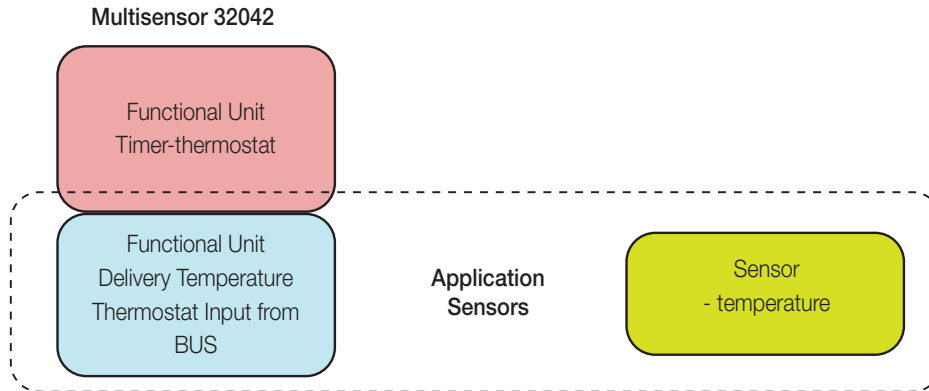 Multisensor 32042
Functional Unit
Timer-thermostat
Functional Unit
Delivery Temperature
Thermostat Input from
BUS
Application
Sensors
Sensor
- temperature